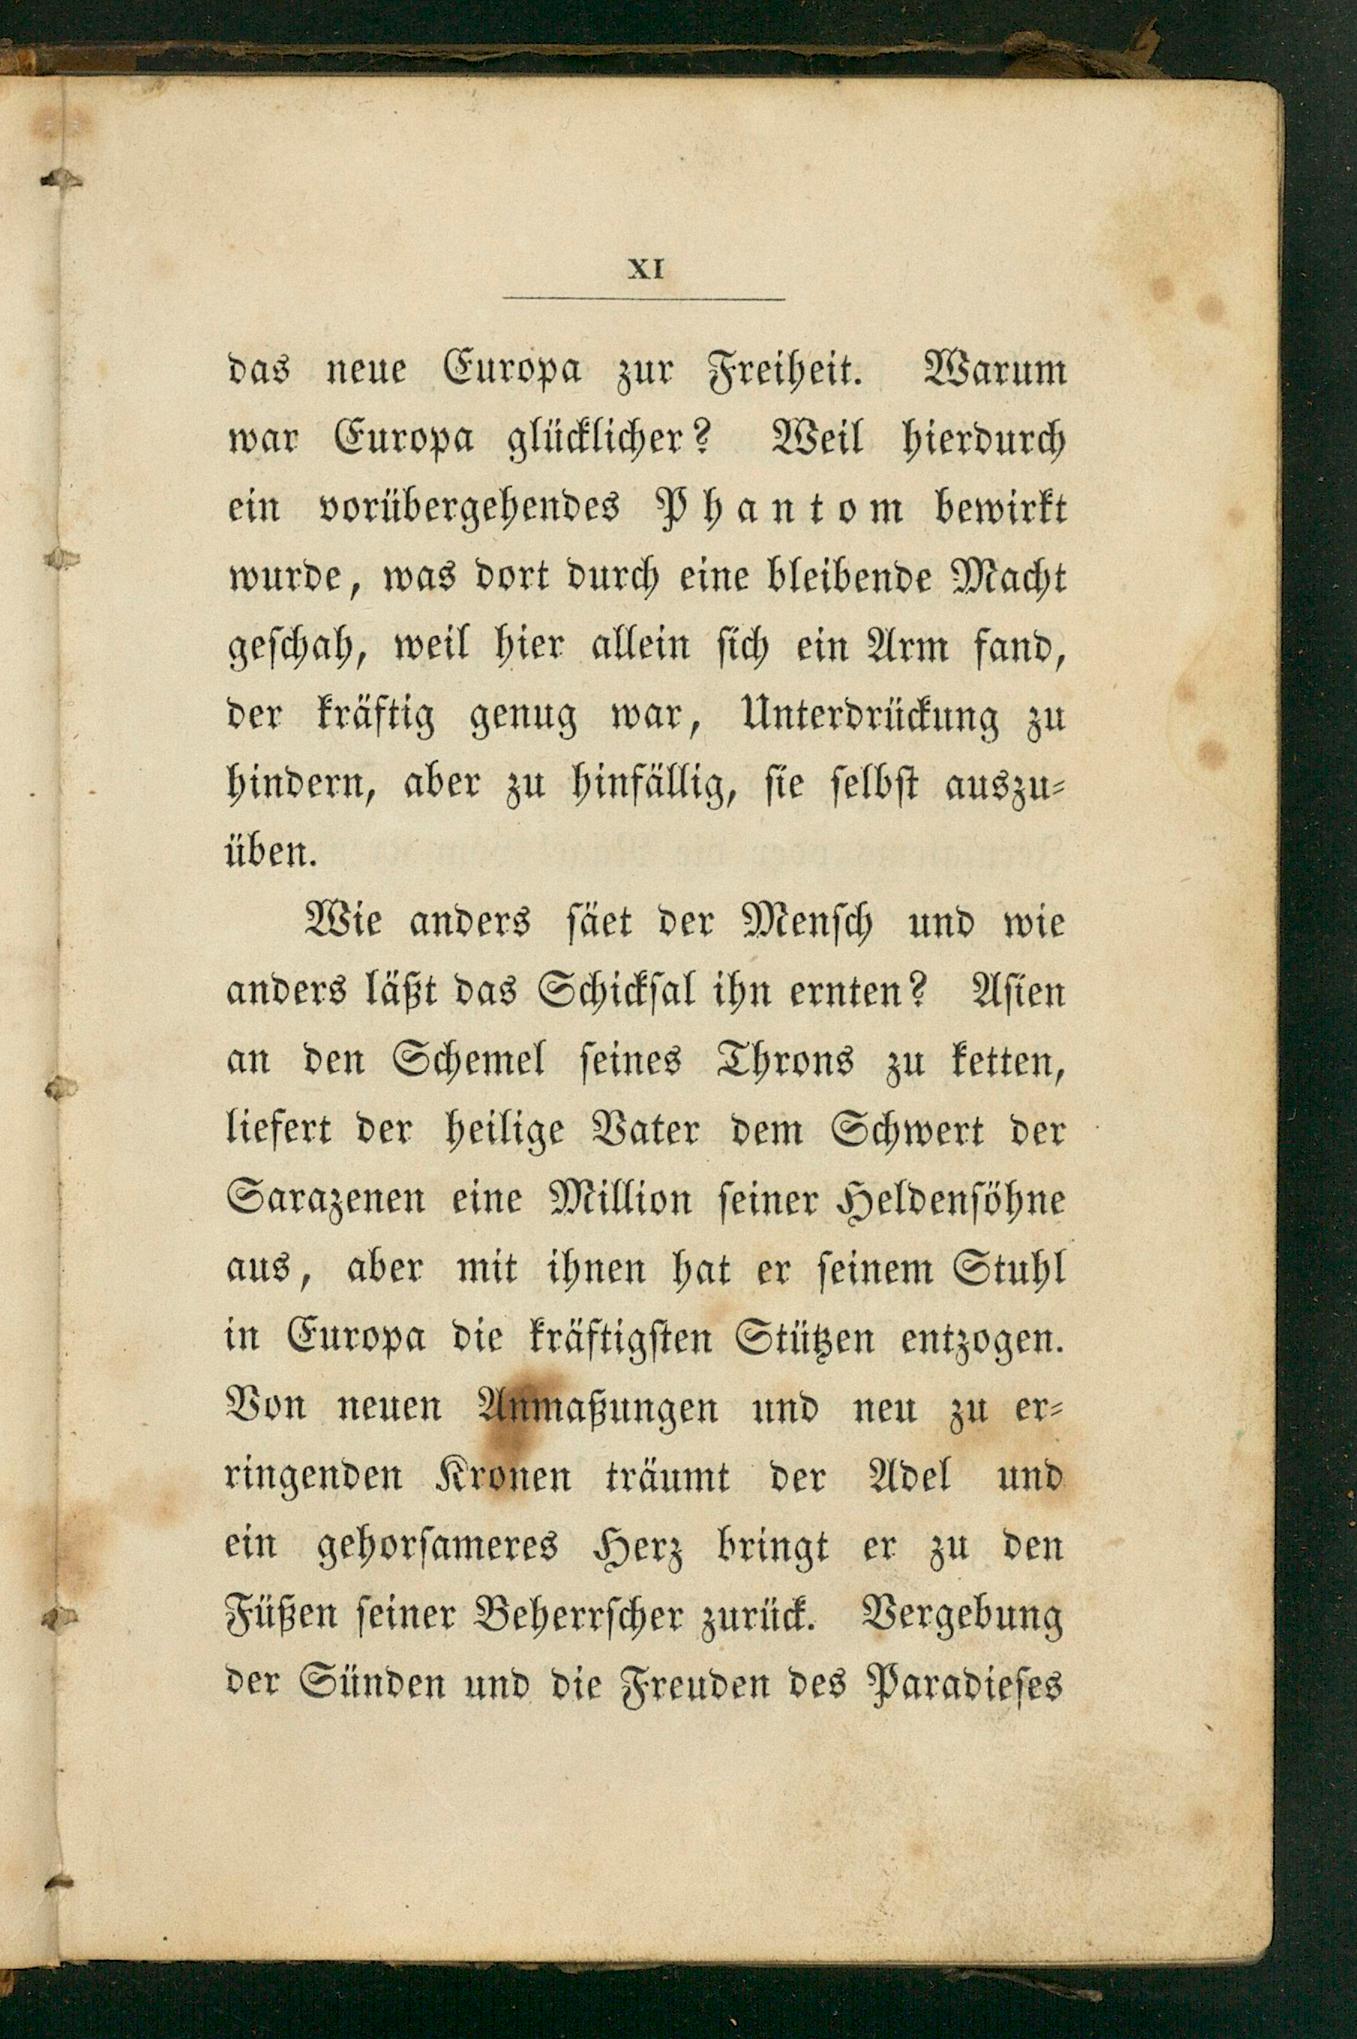 XI
das neue Europa zur Freiheit. Warum
war Europa glücklicher? Weil hierdurch
ein vorübergehendes Phantom bewirkt
wurde, was dort durch eine bleibende Macht
geschah, weil hier allein sich ein Arm fand,
der kräftig genug war, Unterdrückung zu
hindern, aber zu hinfällig, sie selbst auszu-
üben.
Wie anders säet der Mensch und wie
anders läßt das Schicksal ihn ernten? Asien
an den Schemel seines Throns zu ketten,
liefert der heilige Vater dem Schwert der
Sarazenen eine Million seiner Heldensöhne
aus, aber mit ihnen hat er seinem Stuhl
in Europa die kräftigsten Stützen entzogen.
Von neuen Anmaßungen und neu zu er-
ringenden Kronen träumt der Adel und
ein gehorsameres Herz bringt er zu den
Füßen seiner Beherrscher zurück. Vergebung
der Sünden und die Freuden des Paradieses